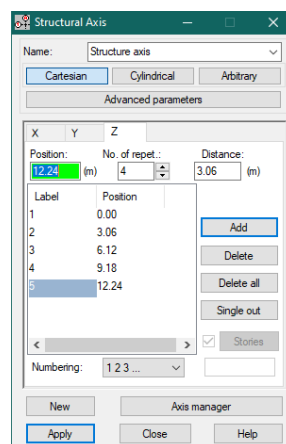 Structural Axis
Name: Structure axis
Cartesian Cylindrical Arbitrary
Advanced parameters
X Y Z
Position: No. of repet.: Distance:
12.24 (m) 4 3.06 (m)
Label Position
1 0.00
2 3.06
3 6.12
4 9.18
5 12.24
Add
Delete
Delete all
Single out
Stories
Numbering: 1 2 3 ...
New Axis manager
Apply Close Help